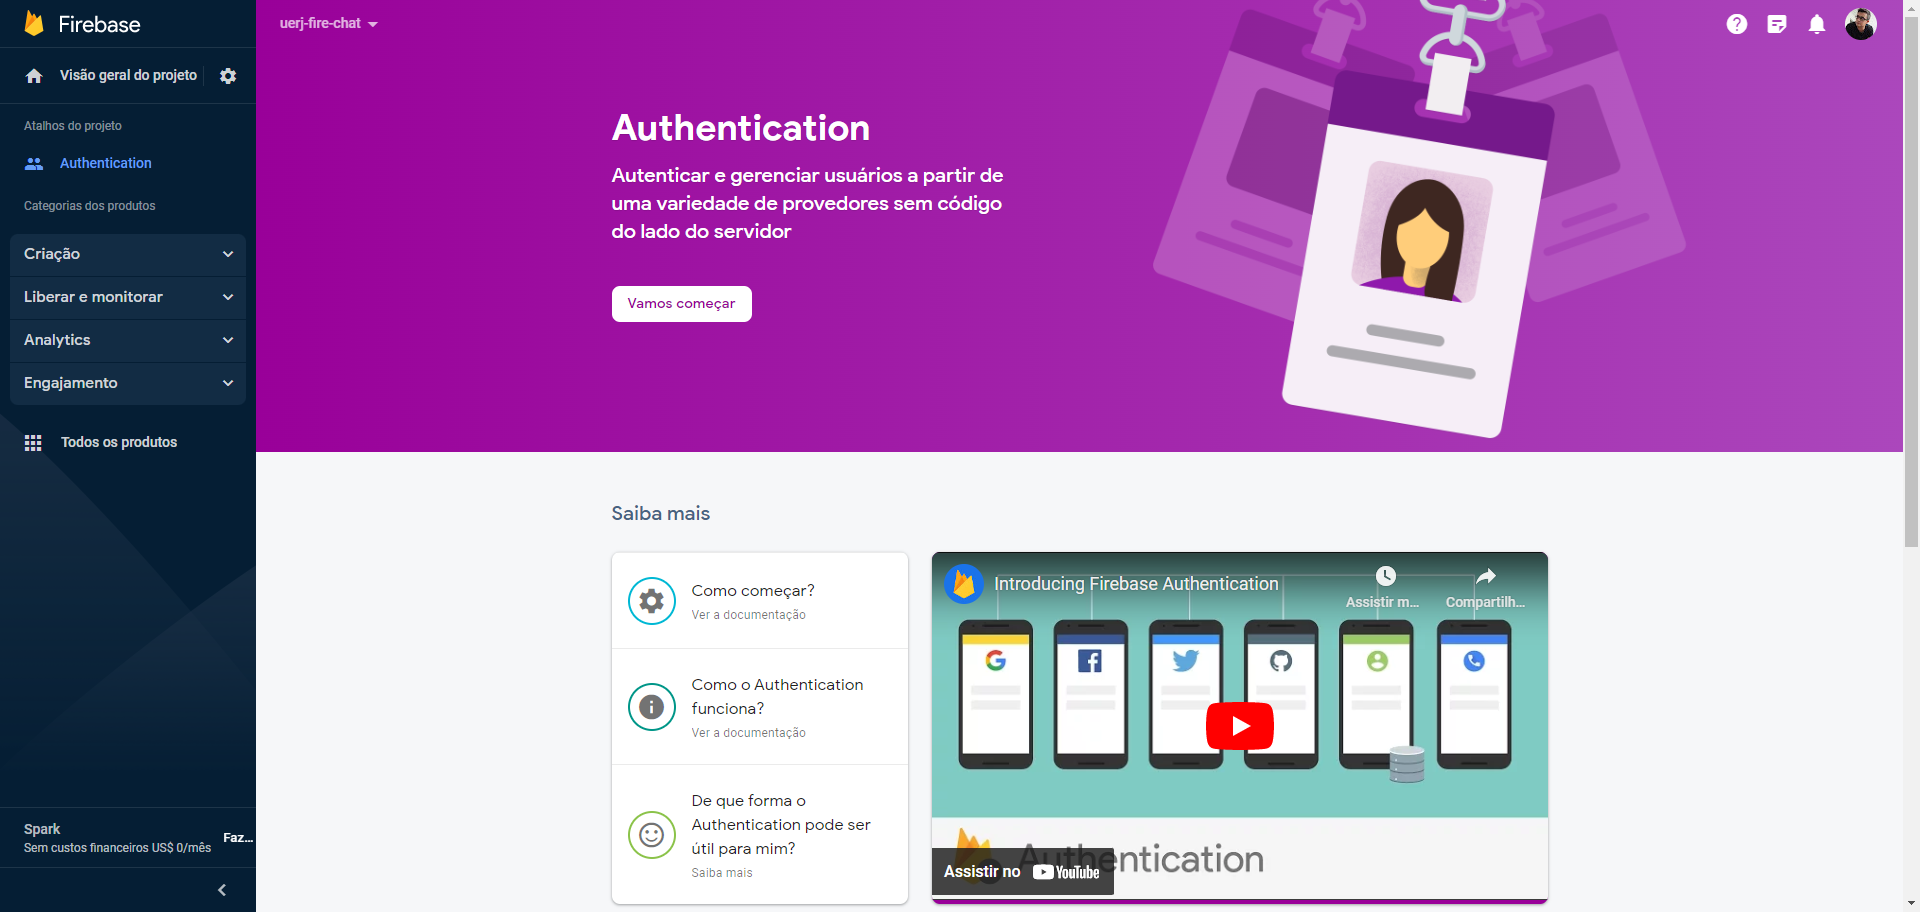 Firebase
Visão geral do projeto
Atalhos do projeto
Authentication
Categorias dos produtos
Criação
Liberar e monitorar
Analytics
Engajamento
Todos os produtos
Spark
Sem custos financeiros US$ 0/mês
Faz...
uerj-fire-chat
Authentication
Autenticar e gerenciar usuários a partir de
uma variedade de provedores sem código
do lado do servidor
Vamos começar
Saiba mais
Como começar?
Ver a documentação
Como o Authentication
funciona?
Ver a documentação
De que forma o
Authentication pode ser
útil para mim?
Saiba mais
Introducing Firebase Authentication
Assistir m...
Compartilh...
Authentication
Assistir no YouTube